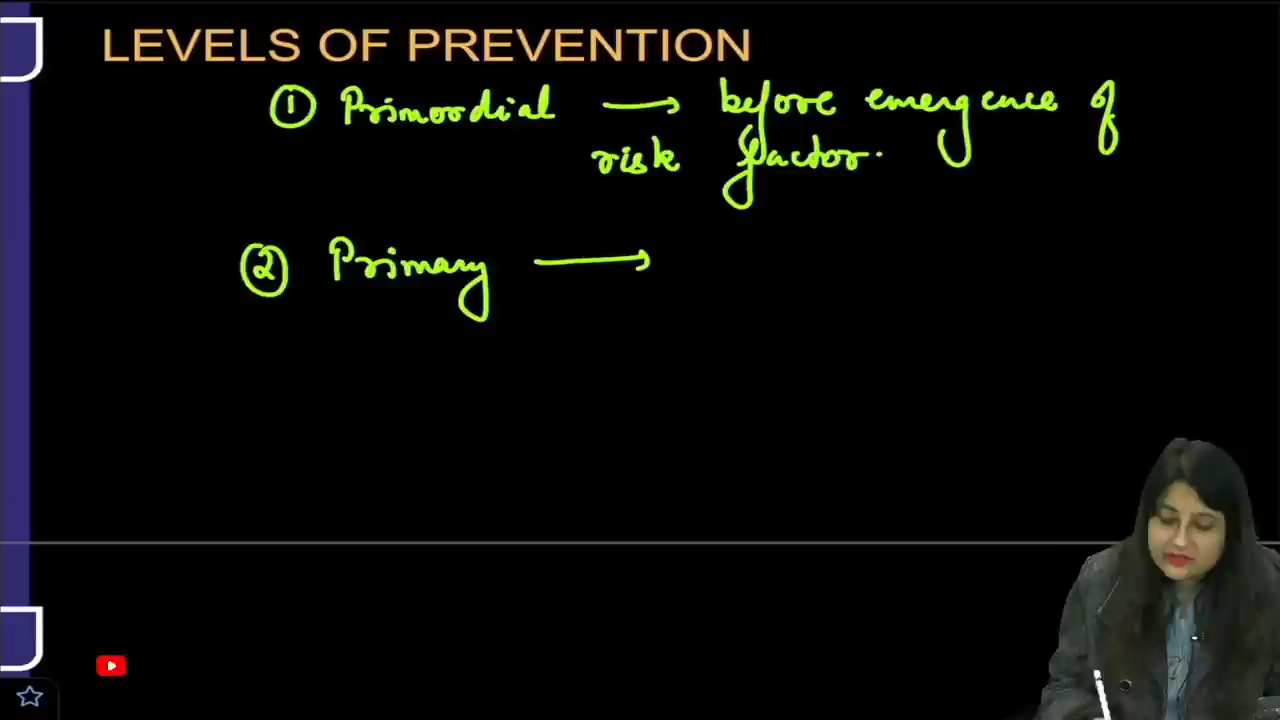 LEVELS OF PREVENTION
① Primordial → before emergence of
risk factor.
② Primary →